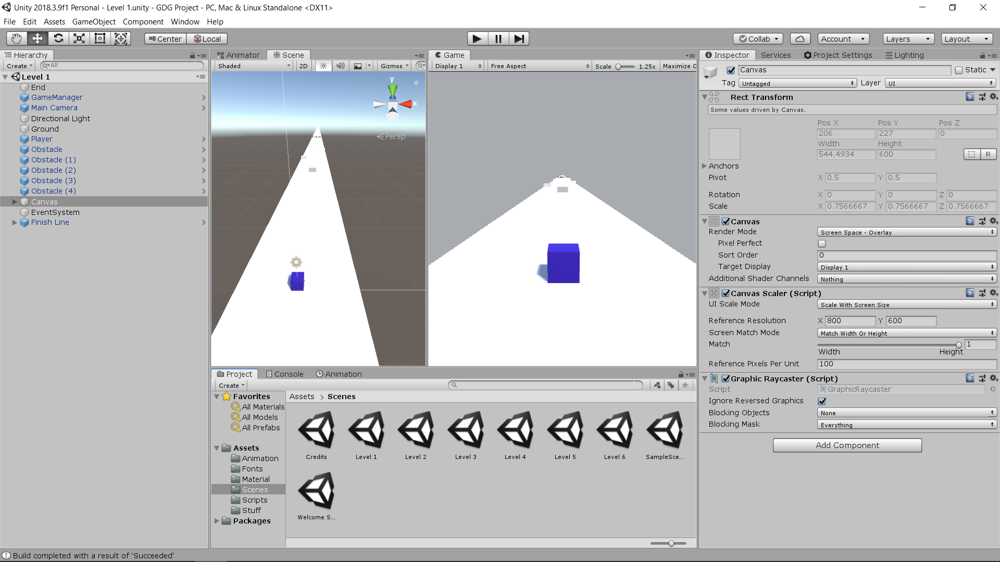 Unity 2018.3.9f1 Personal - Level 1.unity - GDG Project - PC, Mac & Linux Standalone <DX11>
File Edit Assets GameObject Component Window Help
Center Local Collab Account Layers Layout
Hierarchy
Create All
Level 1
End
GameManager
Main Camera
Directional Light
Ground
Player
Obstacle
Obstacle (1)
Obstacle (2)
Obstacle (3)
Obstacle (4)
Canvas
EventSystem
Finish Line
Animator Scene
Shaded 2D Gizmos
y
x
Persp
Game
Display 1 Free Aspect Scale 1.25x Maximize O
Project Console Animation
Create
Favorites
All Materials
All Models
All Prefabs
Assets
Animation
Fonts
Material
Scenes
Scripts
Stuff
Packages
Assets Scenes
Credits Level 1 Level 2 Level 3 Level 4 Level 5 Level 6 SampleSce...
Welcome S...
Inspector Services Project Settings Lighting
Canvas Static
Tag Untagged Layer UI
Rect Transform
Some values driven by Canvas.
Pos X Pos Y Pos Z
206 227 0
Width Height
544.4934 600
R
Anchors
Pivot X 0.5 Y 0.5
Rotation X 0 Y 0 Z 0
Scale X 0.7566667 Y 0.7566667 Z 0.7566667
Canvas
Render Mode Screen Space - Overlay
Pixel Perfect
Sort Order 0
Target Display Display 1
Additional Shader Channels Nothing
Canvas Scaler (Script)
UI Scale Mode Scale With Screen Size
Reference Resolution X 800 Y 600
Screen Match Mode Match Width Or Height
Match 1
Width Height
Reference Pixels Per Unit 100
Graphic Raycaster (Script)
Script GraphicRaycaster
Ignore Reversed Graphics
Blocking Objects None
Blocking Mask Everything
Add Component
Build completed with a result of 'Succeeded'